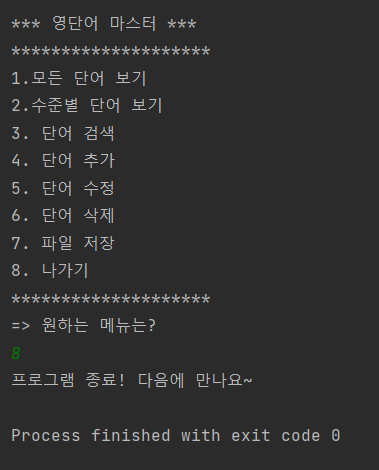 *** 영단어 마스터 ***
********************
1.모든 단어 보기
2.수준별 단어 보기
3. 단어 검색
4. 단어 추가
5. 단어 수정
6. 단어 삭제
7. 파일 저장
8. 나가기
********************
=> 원하는 메뉴는?
8
프로그램 종료! 다음에 만나요~
Process finished with exit code 0